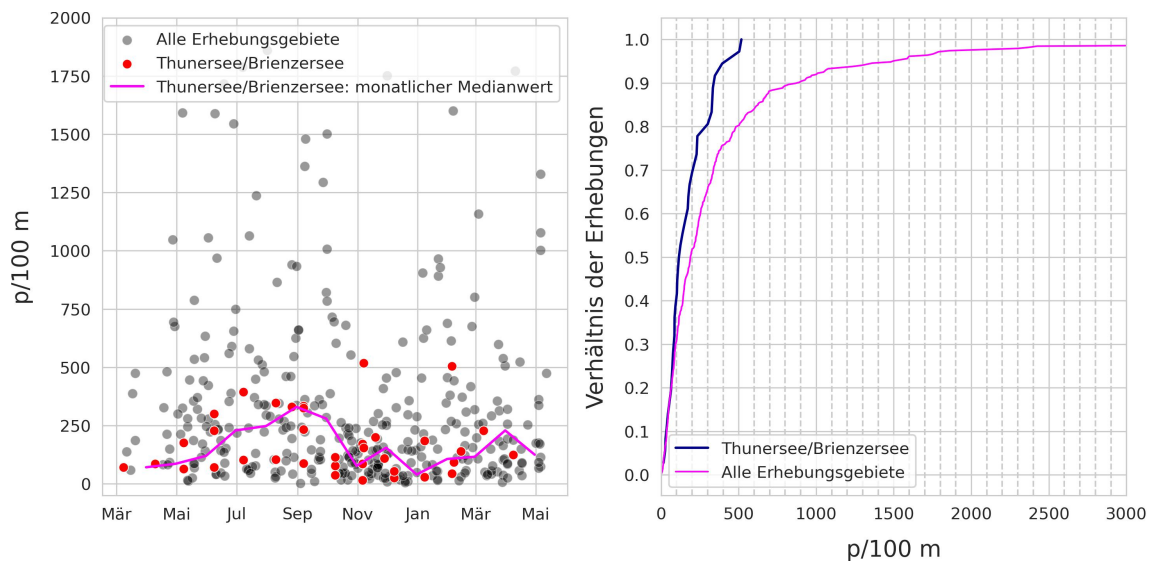 2000
1750
1500
1250
1000
750
500
250
0
p/100 m
Alle Erhebungsgebiete
Thunersee/Brienzersee
Thunersee/Brienzersee: monatlicher Medianwert
Mär
Mai
Jul
Sep
Nov
Jan
Mär
Mai
1.0
0.9
0.8
0.7
0.6
0.5
0.4
0.3
0.2
0.1
0.0
Verhältnis der Erhebungen
Thunersee/Brienzersee
Alle Erhebungsgebiete
0
500
1000
1500
2000
2500
3000
p/100 m